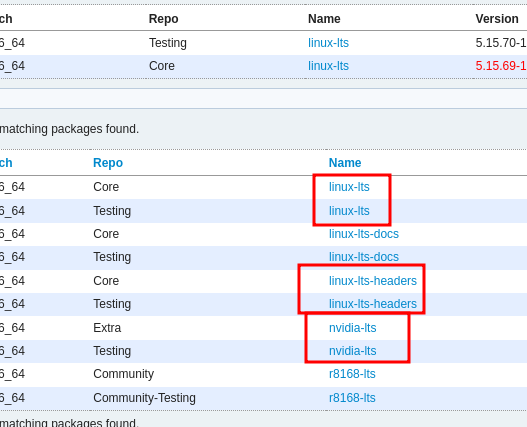 ch Repo Name Version
6_64 Testing linux-lts 5.15.70-1
6_64 Core linux-lts 5.15.69-1
matching packages found.
ch Repo Name
6_64 Core linux-lts
6_64 Testing linux-lts
6_64 Core linux-lts-docs
6_64 Testing linux-lts-docs
6_64 Core linux-lts-headers
6_64 Testing linux-lts-headers
6_64 Extra nvidia-lts
6_64 Testing nvidia-lts
6_64 Community r8168-lts
6_64 Community-Testing r8168-lts
matching packages found.